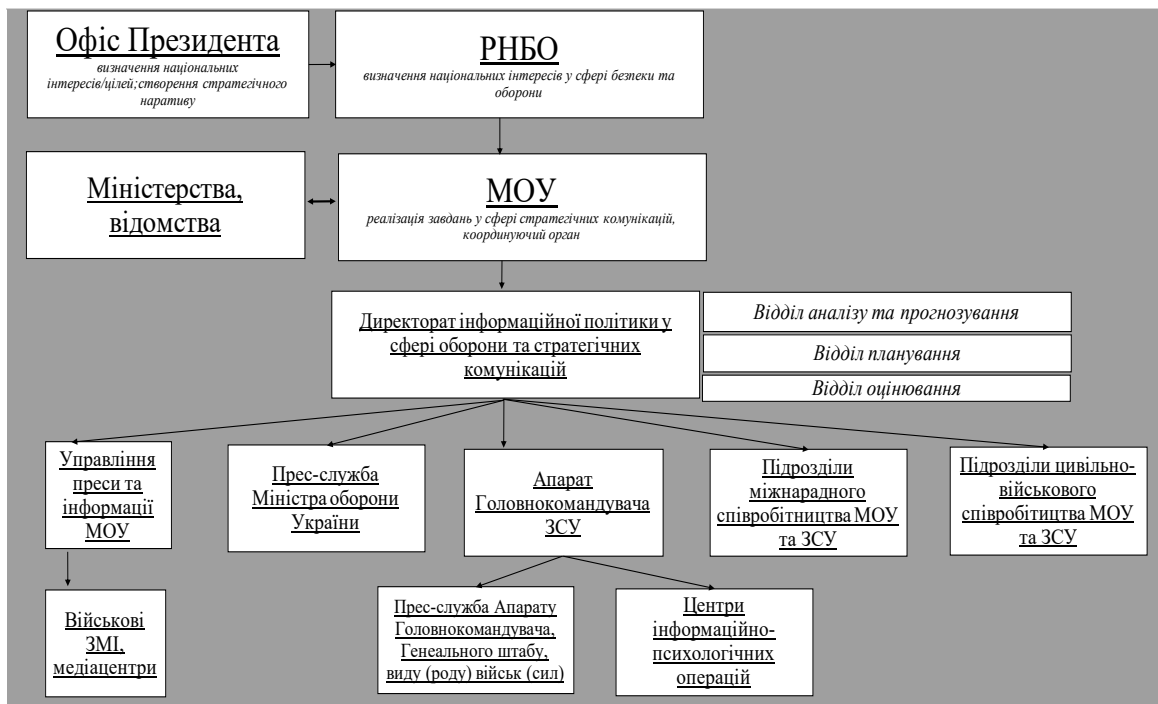 Офіс Президента
визначення національних
інтересів/цілей;створення стратегічного
наративу
РНБО
визначення національних інтересів у сфері безпеки та
оборони
Міністерства,
відомства
МОУ
реалізація завдань у сфері стратегічних комунікацій,
координуючий орган
Директорат інформаційної політики у
сфері оборони та стратегічних
комунікацій
Відділ аналізу та прогнозування
Відділ планування
Відділ оцінювання
Управління
преси та
інформації
МОУ
Прес-служба
Міністра оборони
України
Апарат
Головнокомандувача
ЗСУ
Підрозділи
міжнарадного
співробітництва МОУ
та ЗСУ
Підрозділи цивільно-
військового
співробітицтва МОУ
та ЗСУ
Військові
ЗМІ,
медіацентри
Прес-служба Апарату
Головнокомандувача,
Генеального штабу,
виду (роду) військ (сил)
Центри
інформаційно-
психологічних
операцій